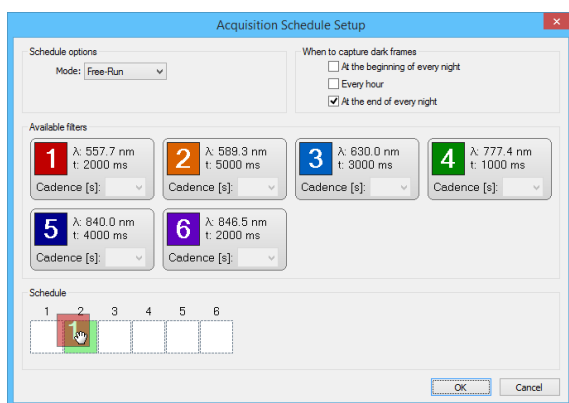 Acquisition Schedule Setup
Schedule options
Mode: Free-Run
When to capture dark frames
At the beginning of every night
Every hour
At the end of every night
Available filters
1 λ: 557.7 nm
t: 2000 ms
Cadence [s]:
2 λ: 589.3 nm
t: 5000 ms
Cadence [s]:
3 λ: 630.0 nm
t: 3000 ms
Cadence [s]:
4 λ: 777.4 nm
t: 1000 ms
Cadence [s]:
5 λ: 840.0 nm
t: 4000 ms
Cadence [s]:
6 λ: 846.5 nm
t: 2000 ms
Cadence [s]:
Schedule
1 2 3 4 5 6
1
OK Cancel